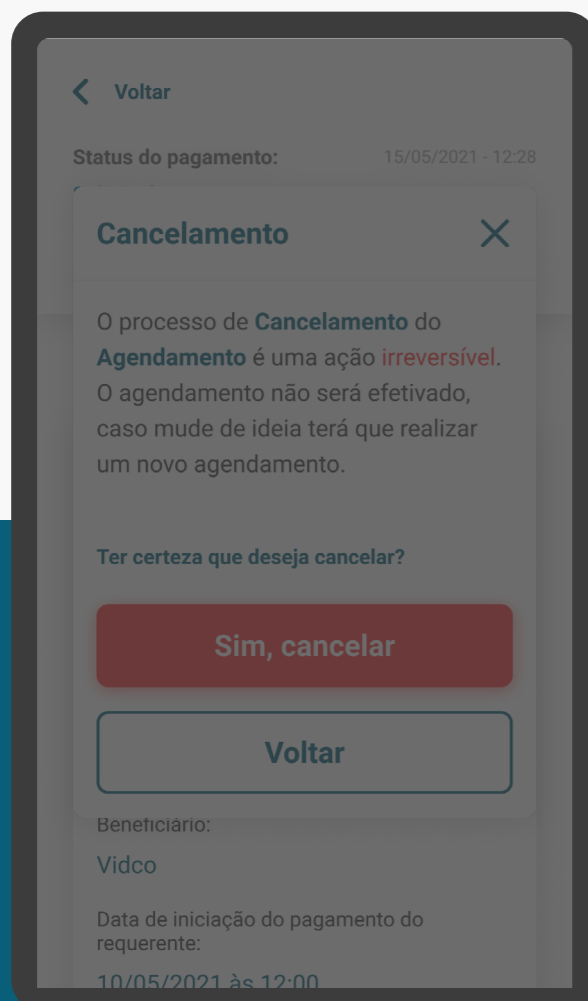 Voltar
Status do pagamento: 15/05/2021 - 12:28
Cancelamento
O processo de Cancelamento do
Agendamento é uma ação irreversível.
O agendamento não será efetivado,
caso mude de ideia terá que realizar
um novo agendamento.
Ter certeza que deseja cancelar?
Sim, cancelar
Voltar
Beneficiário:
Vidco
Data de iniciação do pagamento do
requerente:
10/05/2021 às 12:00